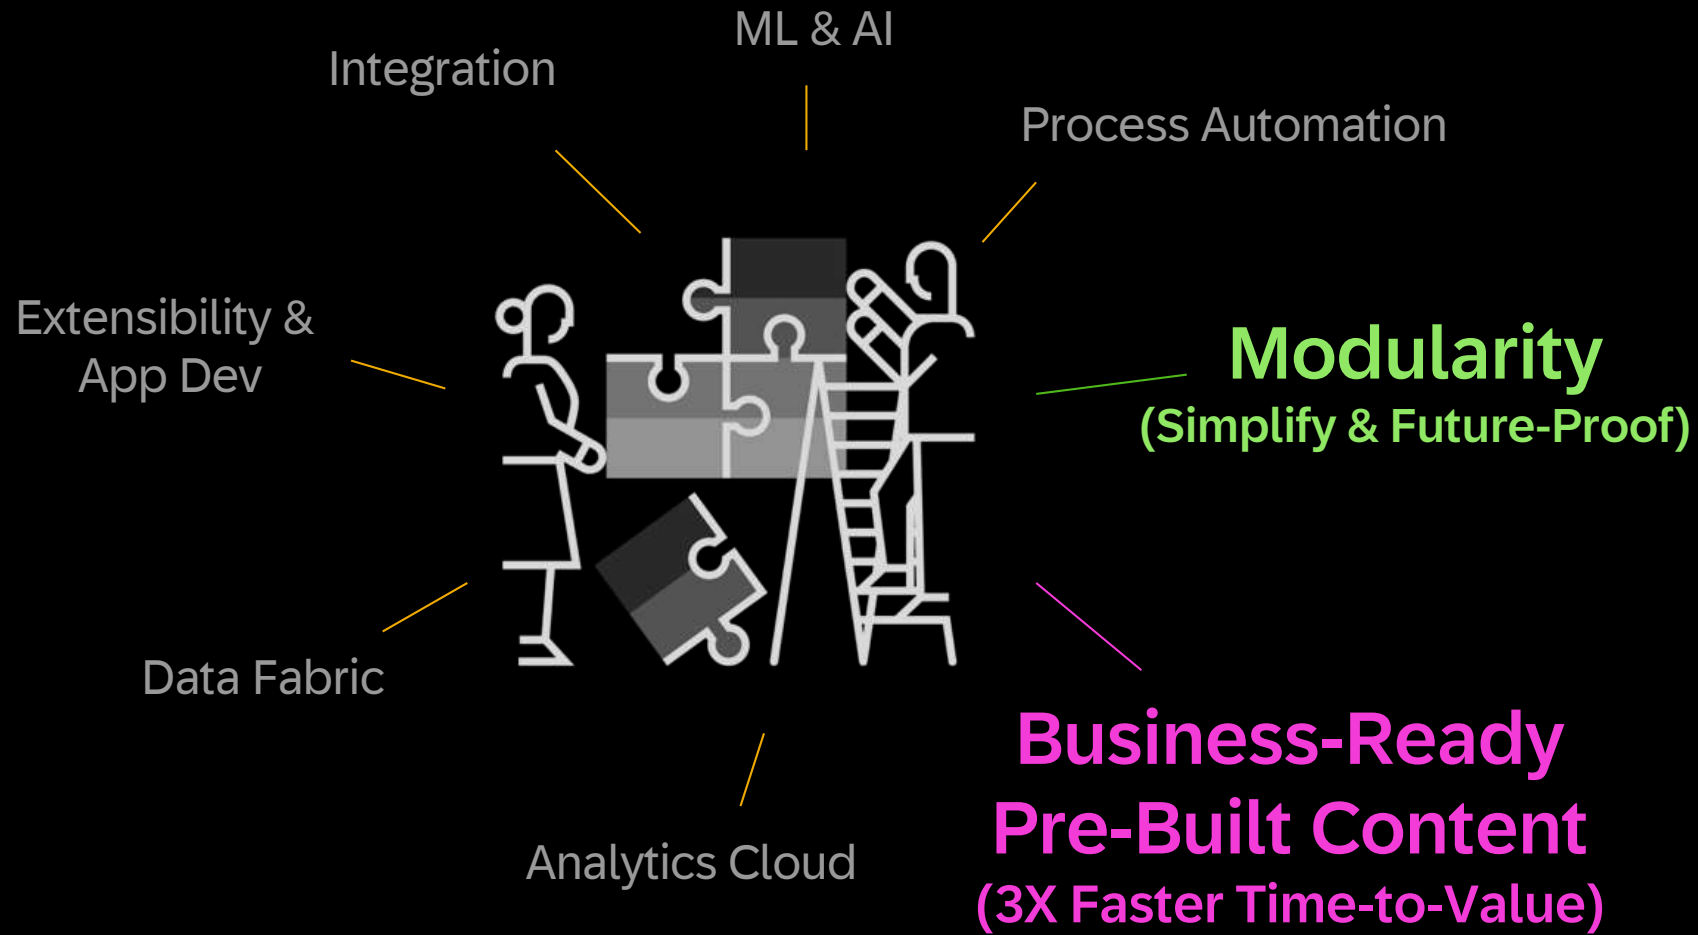 ML & AI
Integration
Process Automation
Extensibility &
App Dev
Modularity
(Simplify & Future-Proof)
Data Fabric
Business-Ready
Pre-Built Content
(3X Faster Time-to-Value)
Analytics Cloud